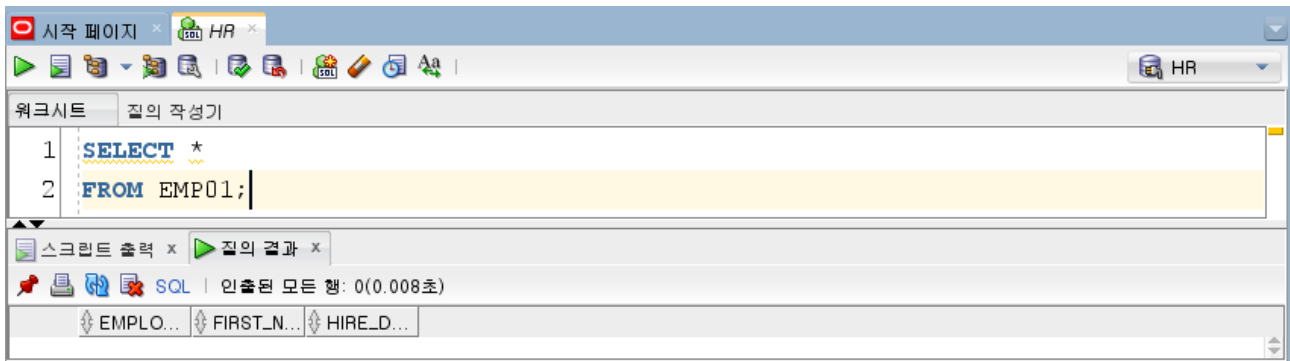 시작 페이지 HR
HR
워크시트 질의 작성기
1 SELECT *
2 FROM EMP01;
스크립트 출력 x 질의 결과 x
SQL | 인출된 모든 행: 0(0.008초)
EMPLO... FIRST_N... HIRE_D...